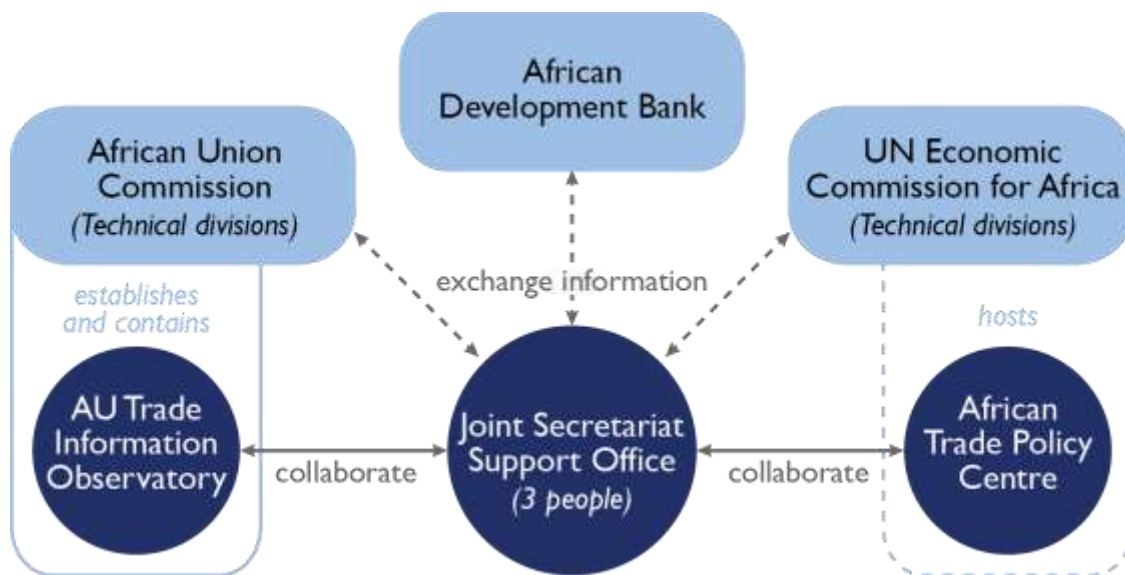 African
Development Bank
African Union
Commission
(Technical divisions)
UN Economic
Commission for Africa
(Technical divisions)
exchange information
establishes
and contains
hosts
AU Trade
Information
Observatory
collaborate
Joint Secretariat
Support Office
(3 people)
collaborate
African
Trade Policy
Centre